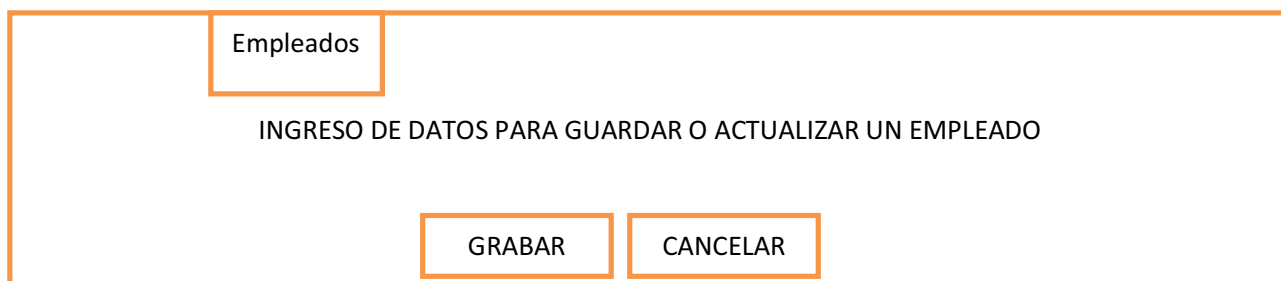 Empleados
INGRESO DE DATOS PARA GUARDAR O ACTUALIZAR UN EMPLEADO
GRABAR
CANCELAR